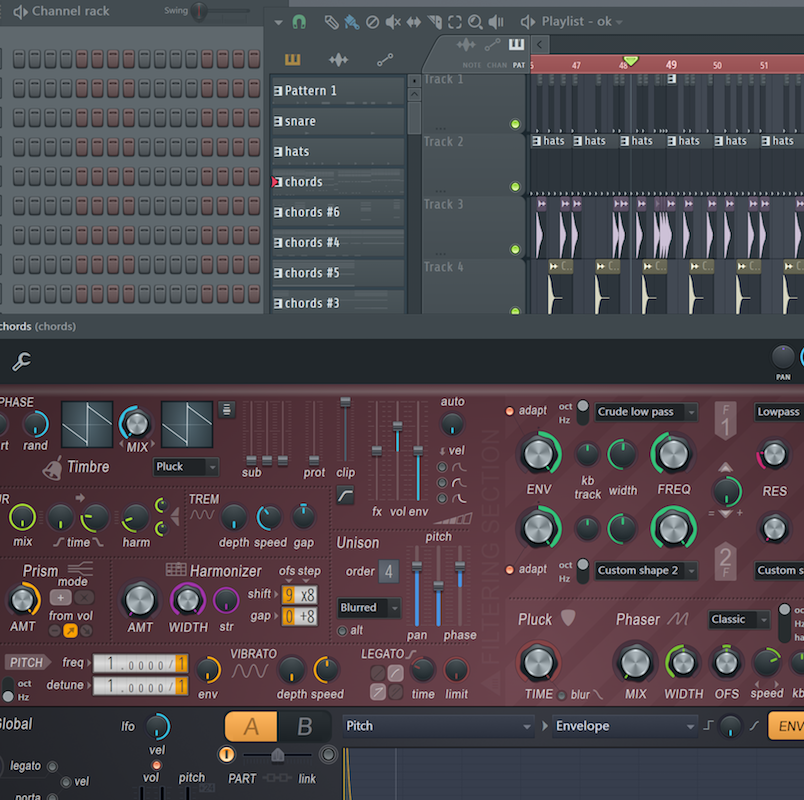 Channel rack
Swing
Playlist - ok
NOTE CHAN PAT
47 48 49 50 51
Pattern 1
snare
hats
chords
chords #6
chords #4
chords #5
chords #3
Track 1
Track 2
hats hats hats hats hats hats
Track 3
Track 4
C.. C.. C.. C.. C..
chords (chords)
PAN
PHASE
rt rand MIX
Timbre
Pluck
sub prot clip
auto
vel
fx vol env
adapt
oct
Hz
Crude low pass
F
1
Lowpass
ENV
kb
track
width
FREQ
RES
UR
mix time harm
TREM
depth speed gap
Unison
order 4
pitch
Blurred
alt
pan phase
adapt
oct
Hz
Custom shape 2
2
F
Custom s
FILTERING SECTION
Prism
mode
from vol
AMT
Harmonizer
ofs step
shift 9 x8
gap 0 +8
AMT WIDTH str
PITCH
oct
Hz
freq 1.0000/1
detune 1.0000/1
env
VIBRATO
depth speed
LEGATO
time limit
Pluck
TIME
blur
Phaser
Classic
oct
Hz
ha
MIX WIDTH OFS speed kb
Global
lfo
vel
legato
vel
porta
vol pitch
A B
PART link
Pitch
Envelope
ENV